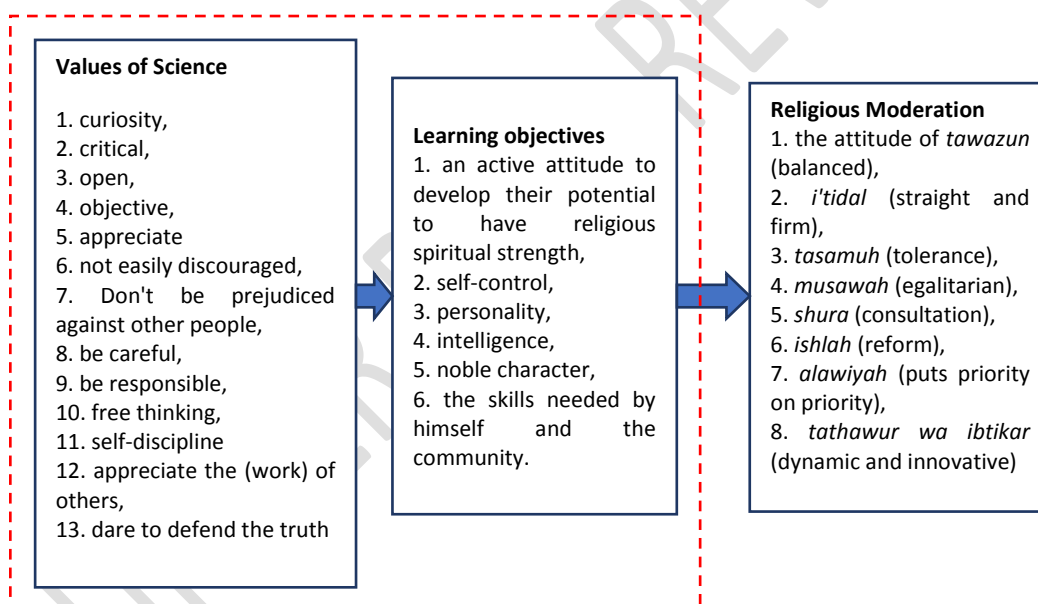 Values of Science
1. curiosity,
2. critical,
3. open,
4. objective,
5. appreciate
6. not easily discouraged,
7. Don't be prejudiced
against other people,
8. be careful,
9. be responsible,
10. free thinking,
11. self-discipline
12. appreciate the (work) of
others,
13. dare to defend the truth
Learning objectives
1. an active attitude to
develop their potential
to have religious
spiritual strength,
2. self-control,
3. personality,
4. intelligence,
5. noble character,
6. the skills needed by
himself and the
community.
Religious Moderation
1. the attitude of tawazun
(balanced),
2. i'tidal (straight and
firm),
3. tasamuh (tolerance),
4. musawah (egalitarian),
5. shura (consultation),
6. ishlah (reform),
7. alawiyah (puts priority
on priority),
8. tathawur wa ibtikar
(dynamic and innovative)